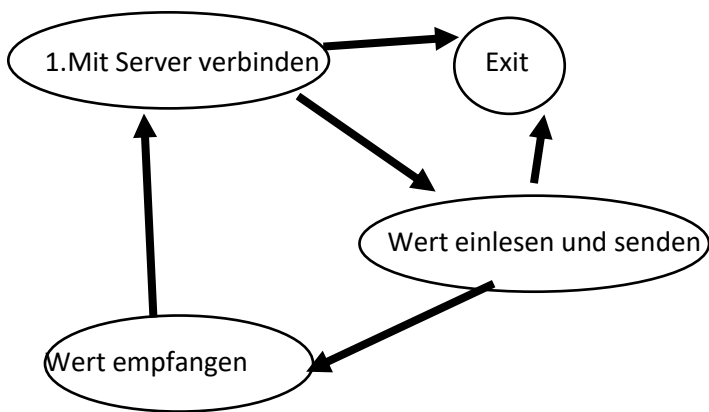 1.Mit Server verbinden
Exit
Wert einlesen und senden
Wert empfangen